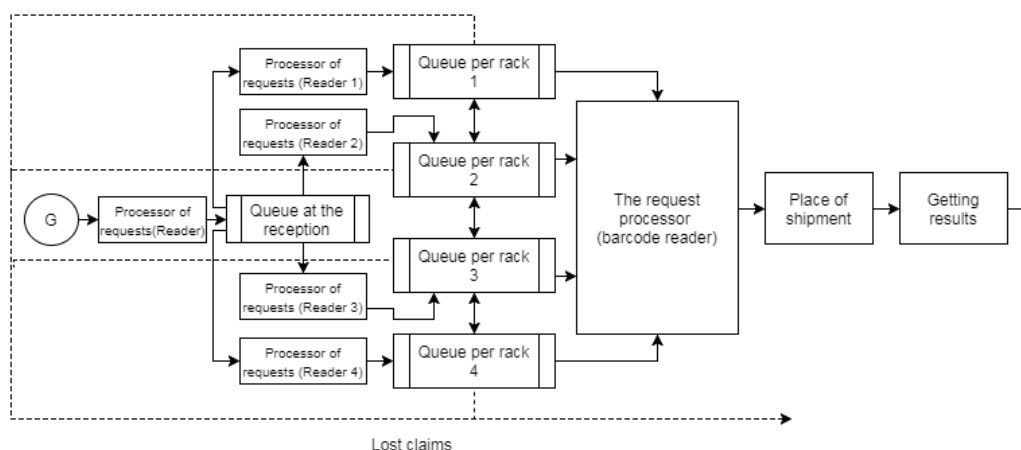 Processor of
requests (Reader 1)
Queue per rack
1
Processor of
requests (Reader 2)
Queue per rack
2
G
Processor of
requests(Reader)
Queue at the
reception
The request
processor
(barcode reader)
Place of
shipment
Getting
results
Queue per rack
3
Processor of
requests (Reader 3)
Processor of
requests (Reader 4)
Queue per rack
4
Lost claims